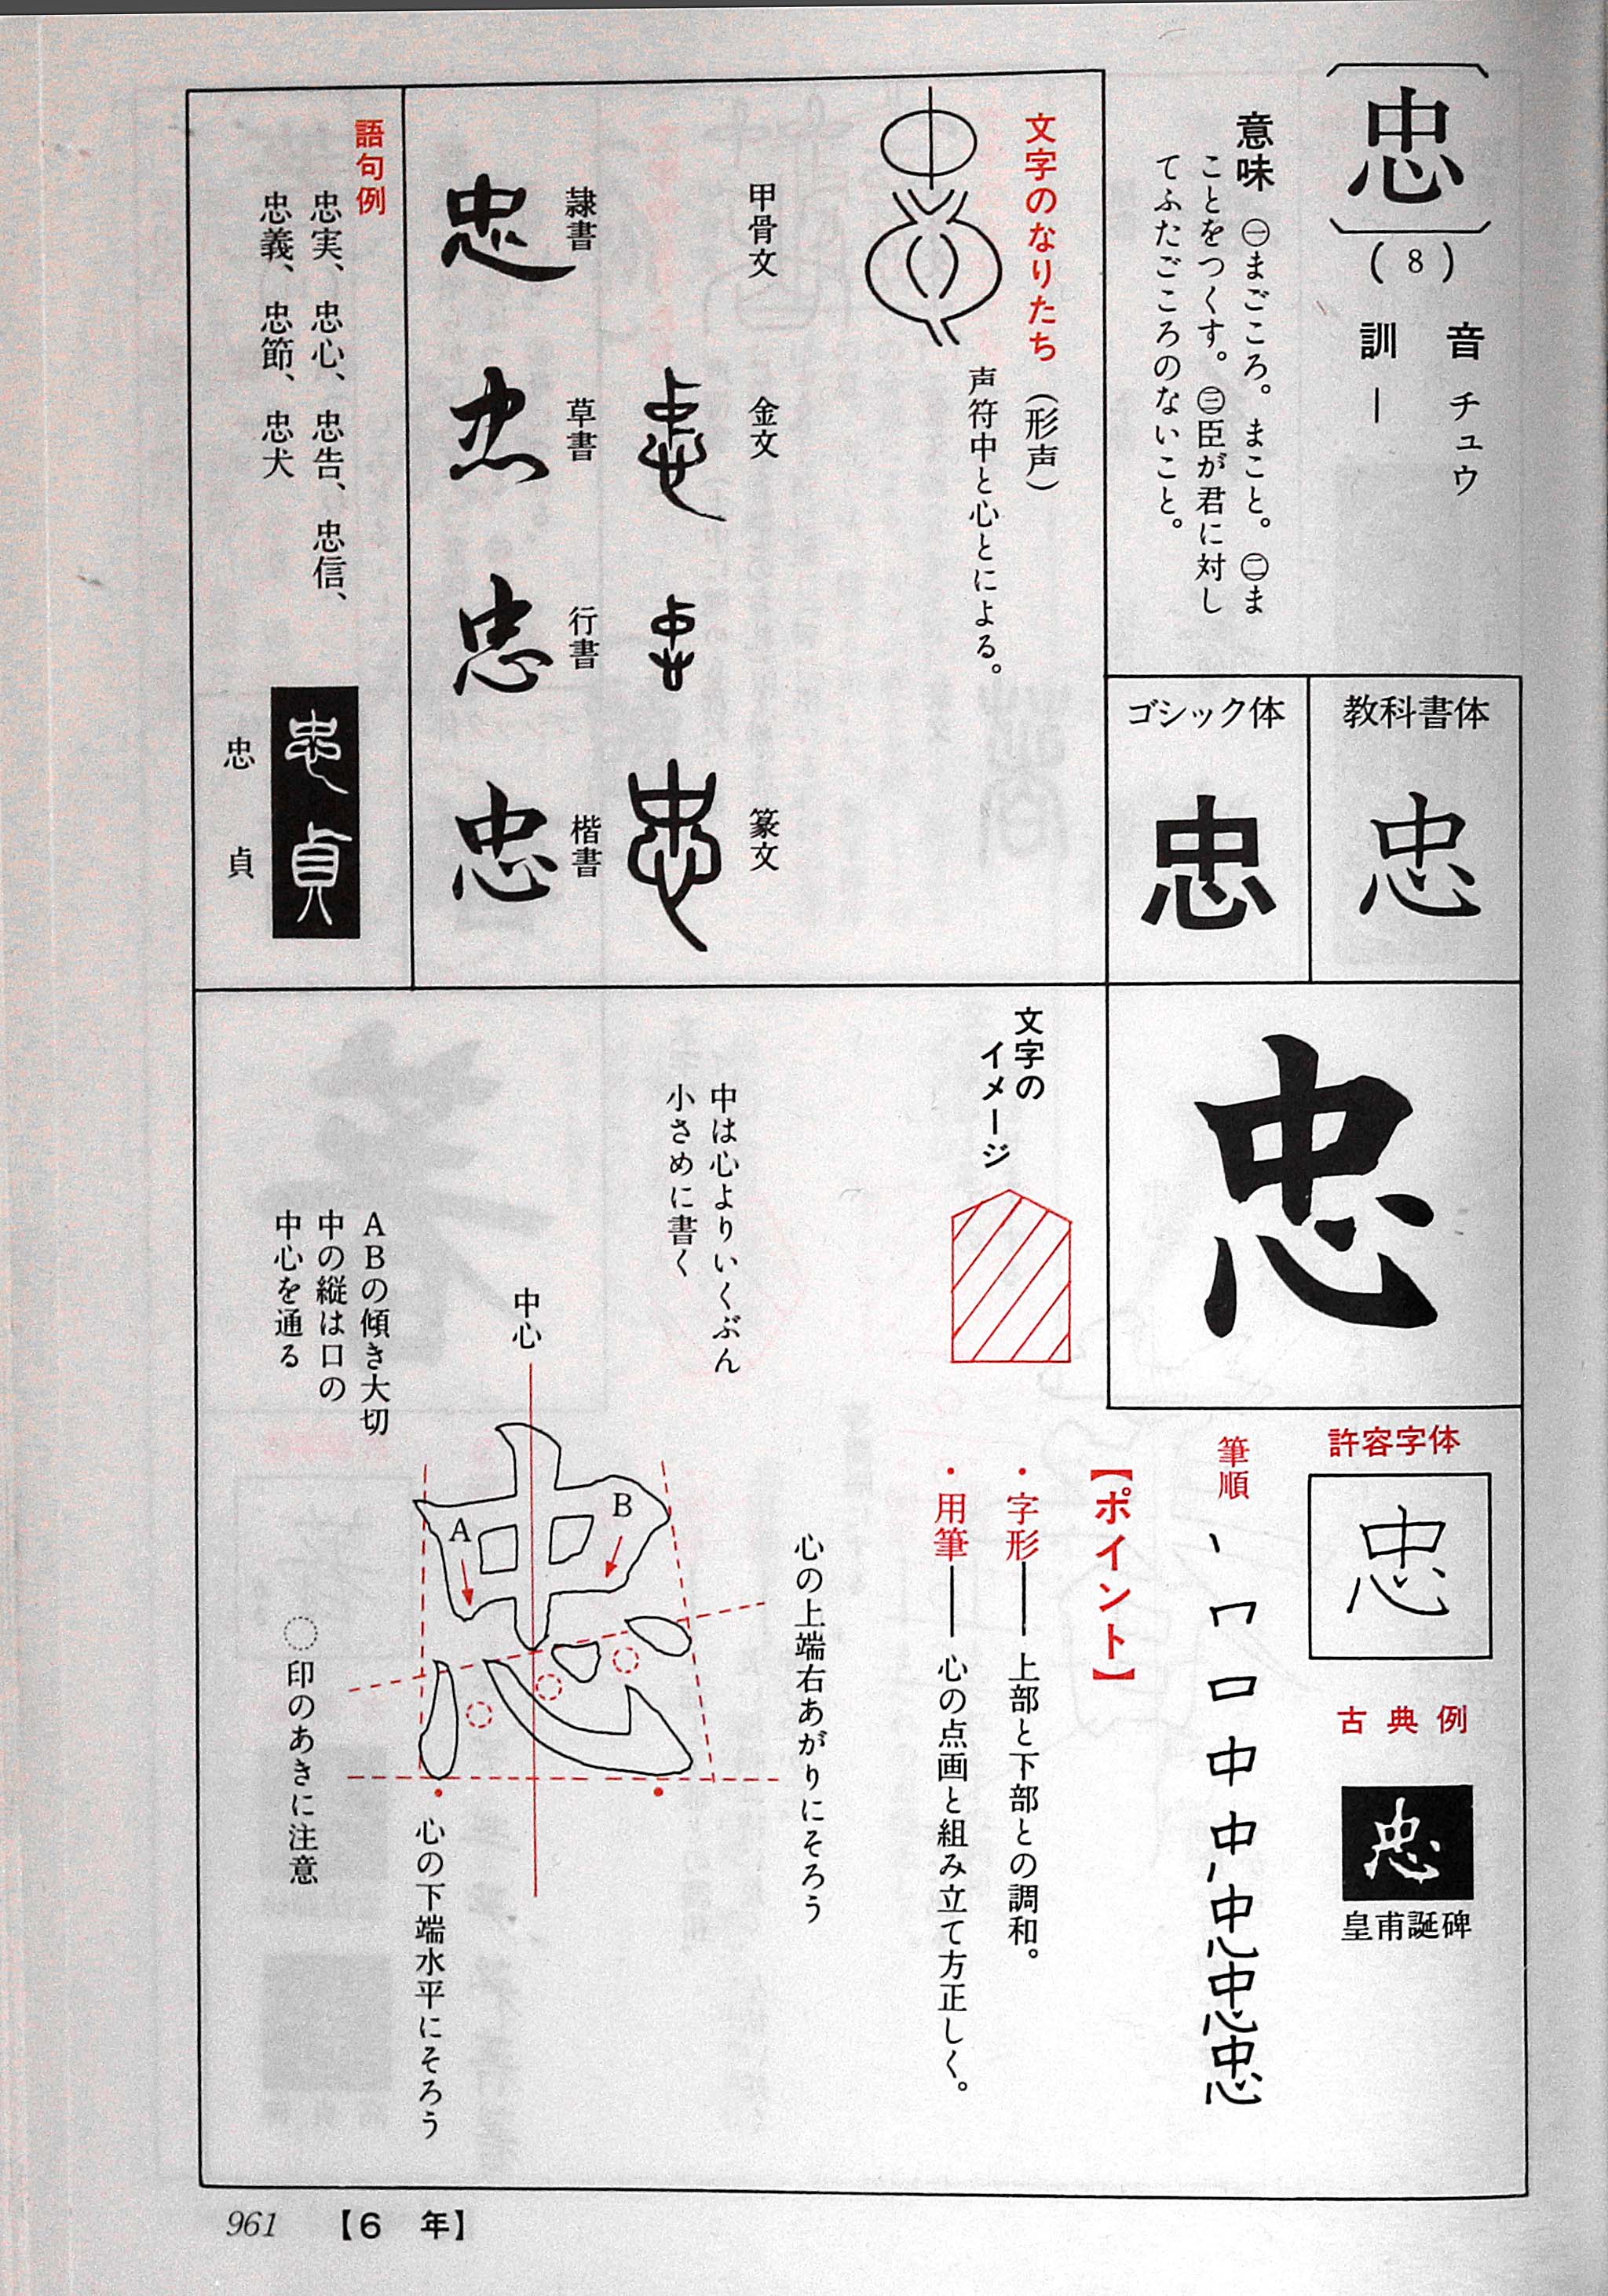 忠
(8)
音 チュウ
訓 ―
意味 ㊀まごころ。まこと。㊁ま
ことをつくす。㊂臣が君に対し
てふたごころのないこと。
教科書体
忠
ゴシック体
忠
文字のなりたち（形声）
声符中と心とによる。
甲骨文
金文
篆文
隷書
忠
草書
忠
行書
忠
楷書
忠
語句例
忠実、忠心、忠告、忠信、
忠義、忠節、忠犬
忠貞
忠貞
忠
許容字体
忠
古典例
忠
皇甫誕碑
筆順
【ポイント】
・字形―― 上部と下部との調和。
・用筆―― 心の点画と組み立て方正しく。
文字の
イメージ
中は心よりいくぶん
小さめに書く
心の上端右あがりにそろう
中心
A
B
ABの傾き大切
中の縦は口の
中心を通る
心の下端水平にそろう
○印のあきに注意
961 【6 年】